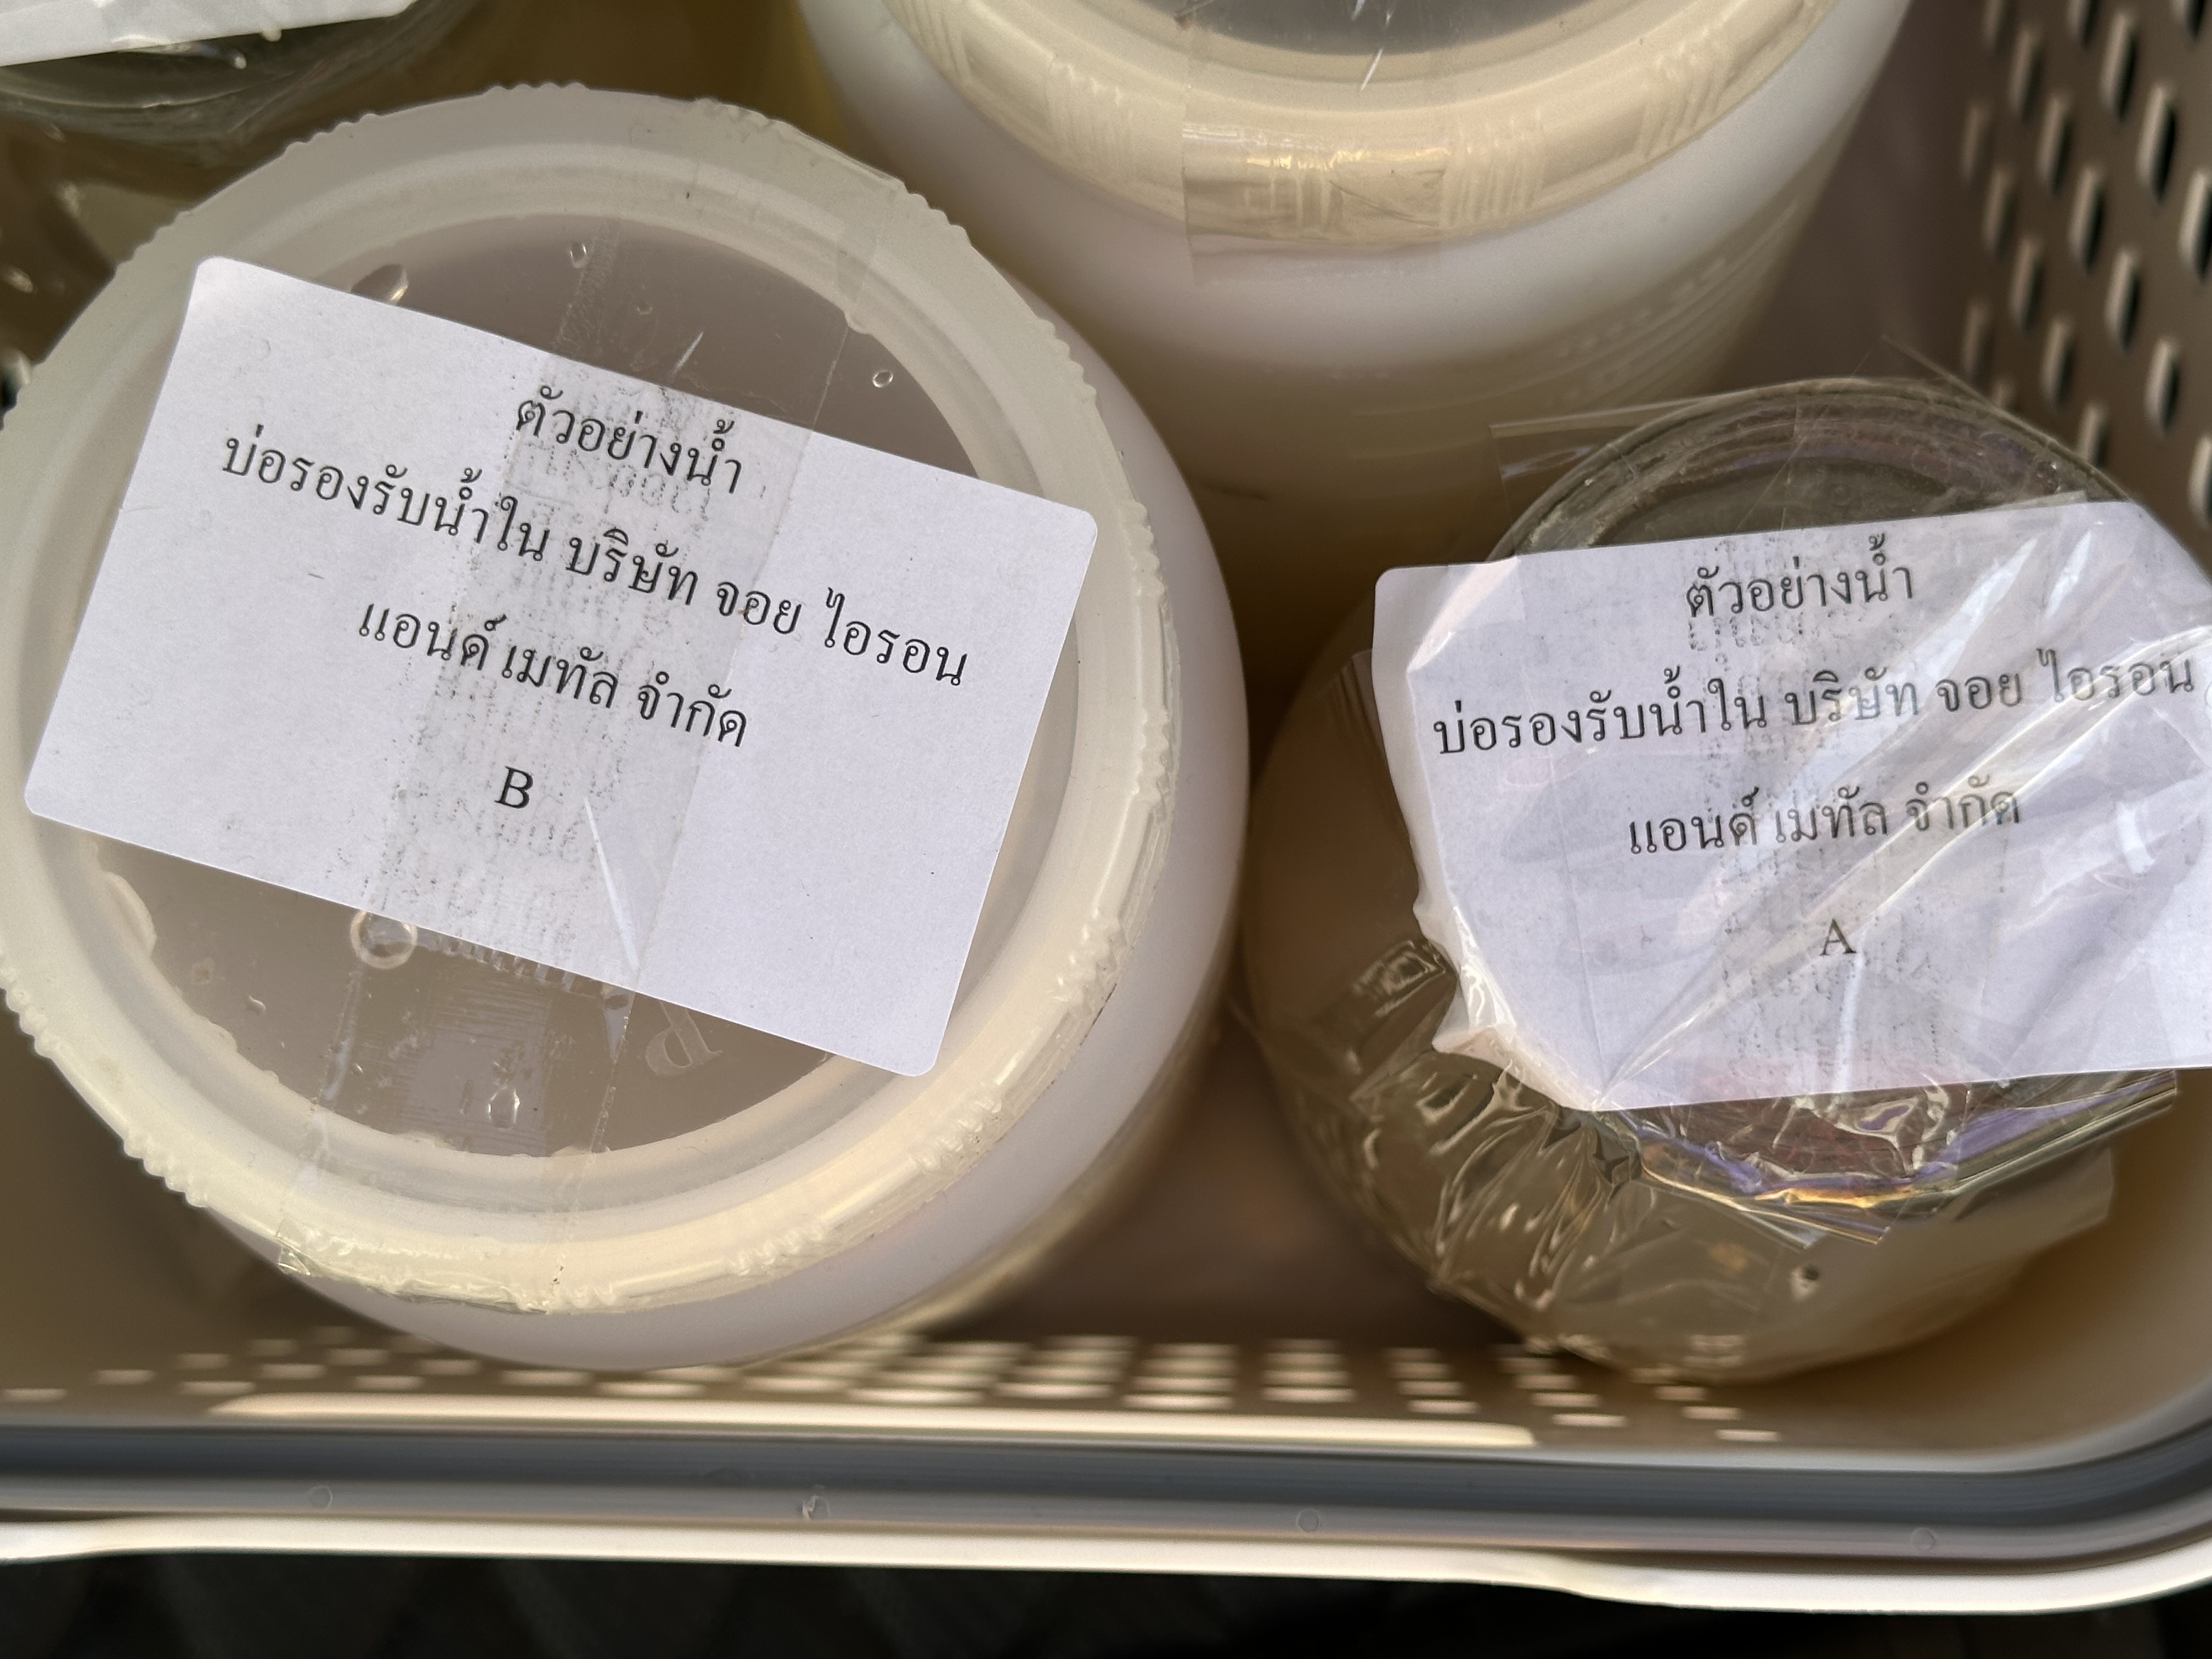 ตัวอย่างน้ำ
บ่อรองรับน้ำใน บริษัท จอย ไอรอน
แอนด์ เมทัล จำกัด
B
ตัวอย่างน้ำ
บ่อรองรับน้ำใน บริษัท จอย ไอรอน
แอนด์ เมทัล จำกัด
A